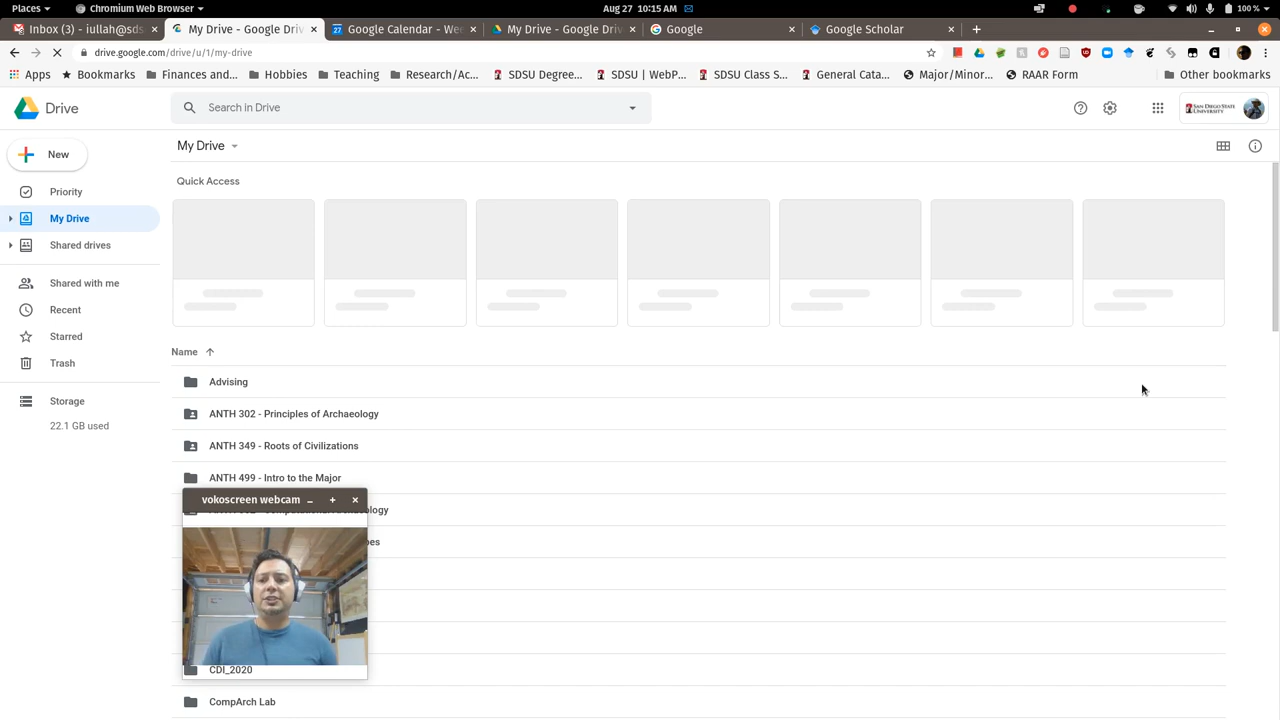 Places
Chromium Web Browser
Aug 27 10:15 AM
100 %
Inbox (3) - iullah@sds
My Drive - Google Driv
Google Calendar - Wee
My Drive - Google Driv
Google
Google Scholar
drive.google.com/drive/u/1/my-drive
Apps
Bookmarks
Finances and...
Hobbies
Teaching
Research/Ac...
SDSU Degree...
SDSU | WebP...
SDSU Class S...
General Cata...
Major/Minor...
RAAR Form
Other bookmarks
Drive
Search in Drive
SAN DIEGO STATE
UNIVERSITY
New
My Drive
Priority
Quick Access
My Drive
Shared drives
Shared with me
Recent
Starred
Trash
Storage
22.1 GB used
Name
Advising
ANTH 302 - Principles of Archaeology
ANTH 349 - Roots of Civilizations
ANTH 499 - Intro to the Major
vokoscreen webcam
CDI_2020
CompArch Lab